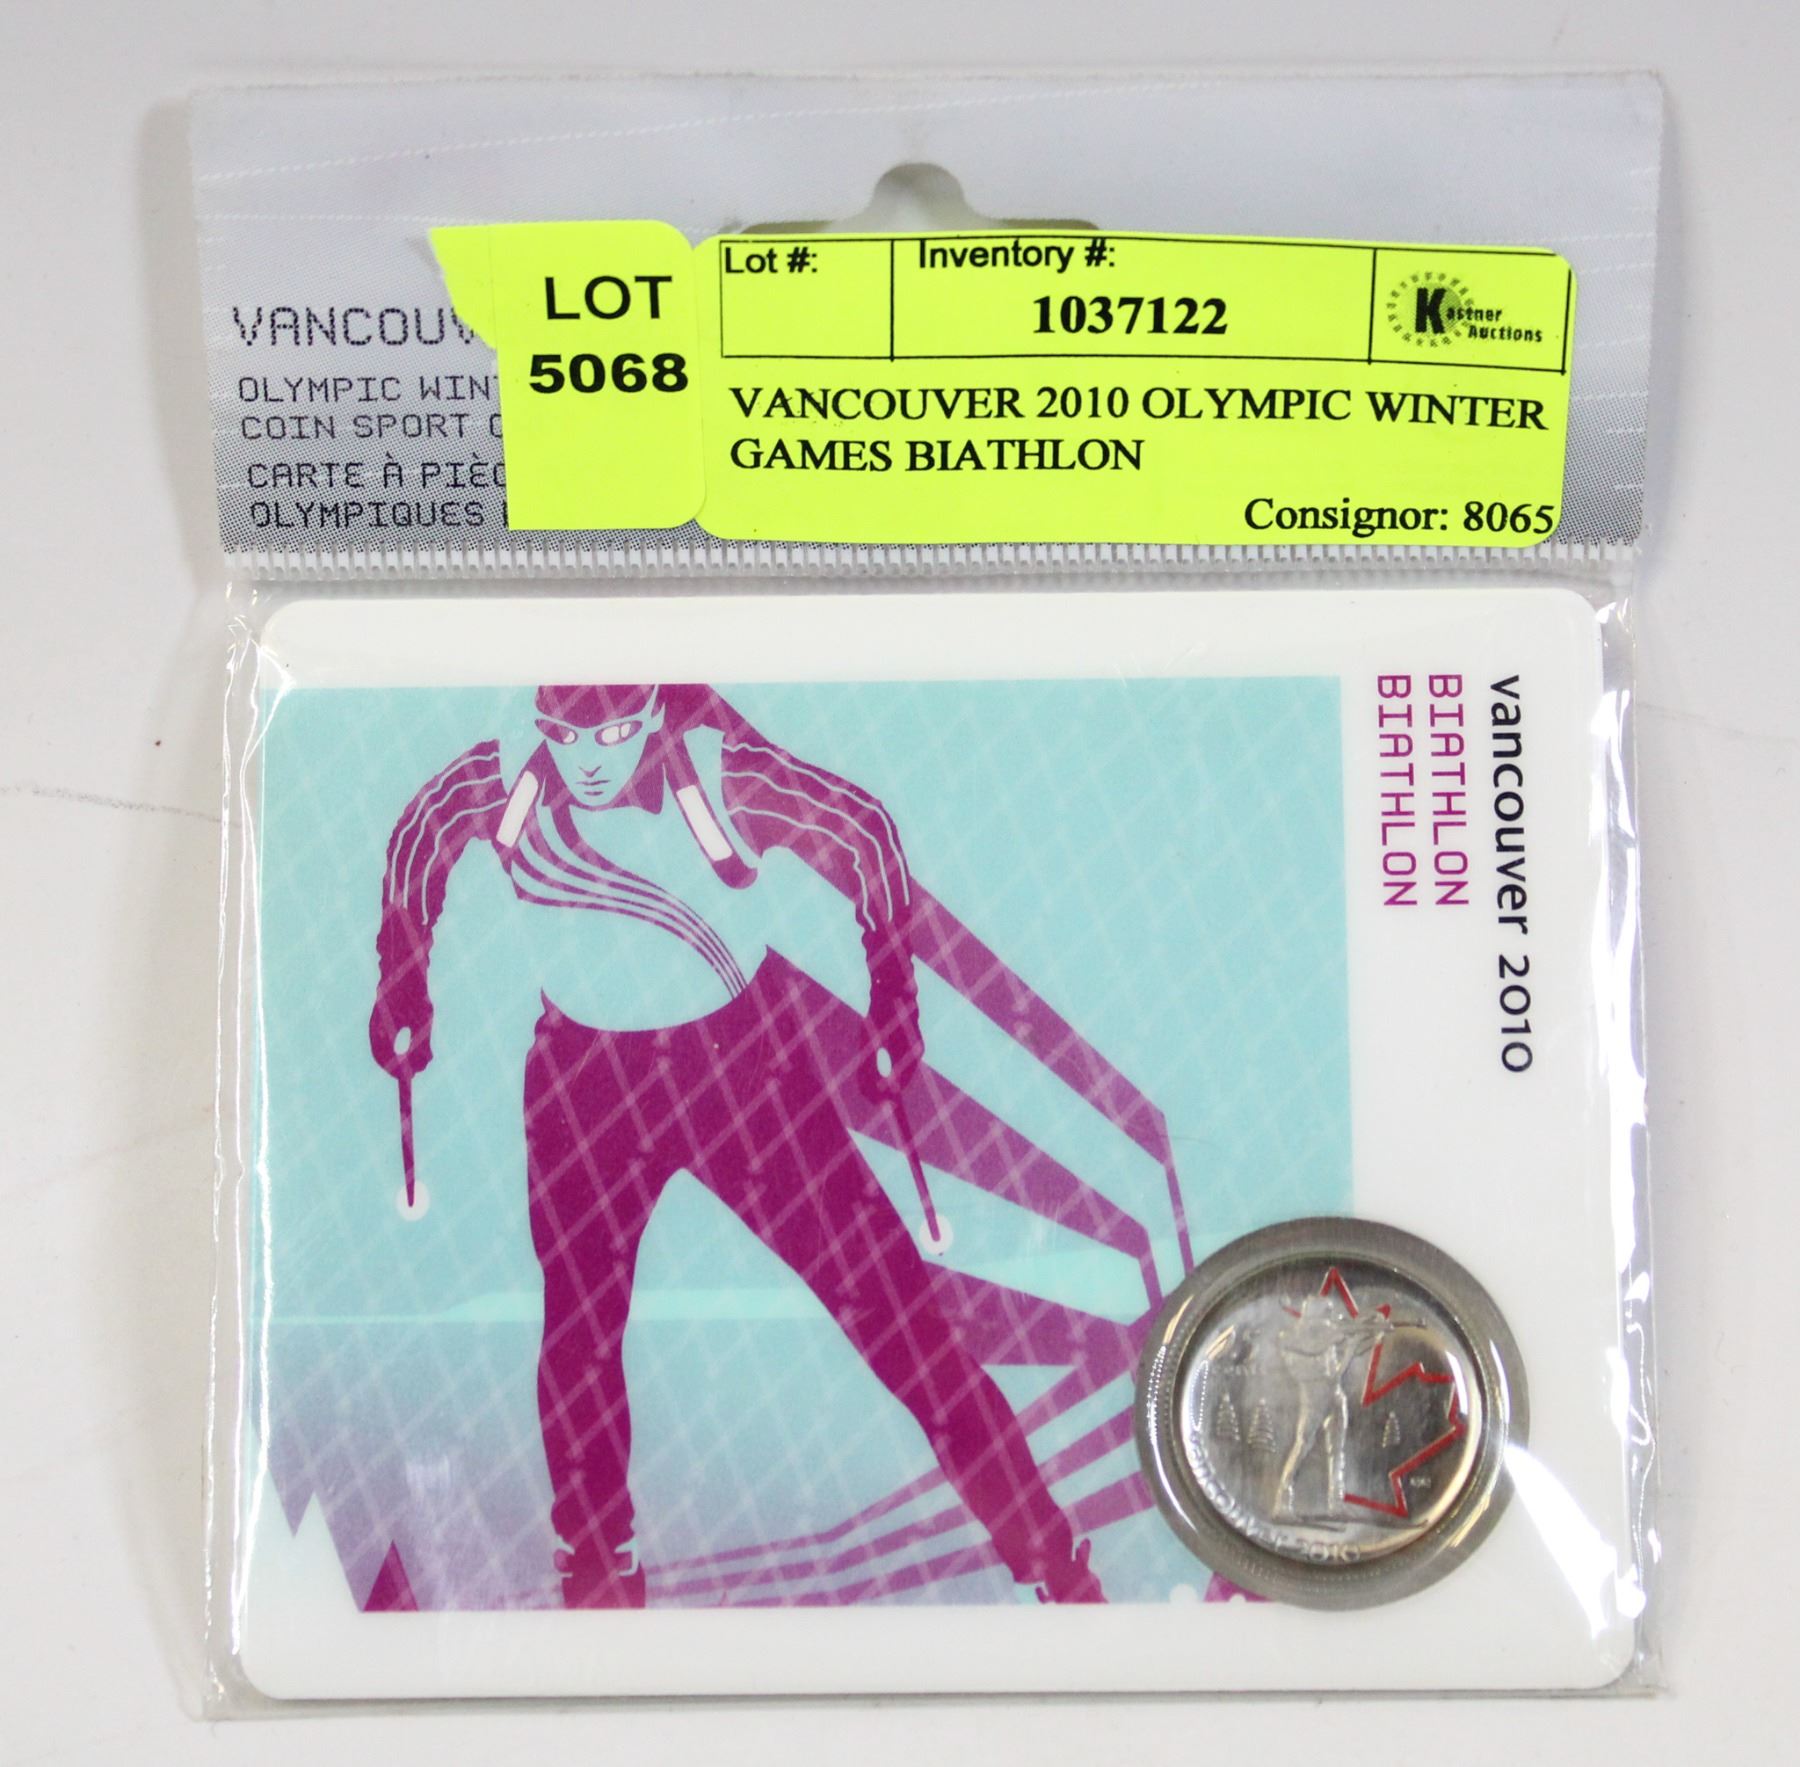 VANCOUV
OLYMPIC WIN
COIN SPORT
CARTE À PIÈC
OLYMPIQUES
LOT
5068
Lot #:
Inventory #:
1037122
Kastner
Auctions
VANCOUVER 2010 OLYMPIC WINTER
GAMES BIATHLON
Consignor: 8065
vancouver 2010
BIATHLON
BIATHLON
vancouver 2010